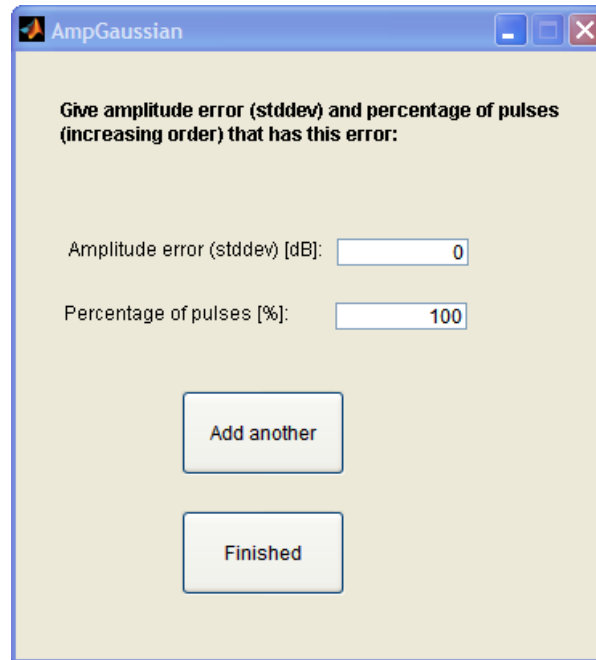 AmpGaussian
Give amplitude error (stddev) and percentage of pulses
(increasing order) that has this error:
Amplitude error (stddev) [dB]: 0
Percentage of pulses [%]: 100
Add another
Finished